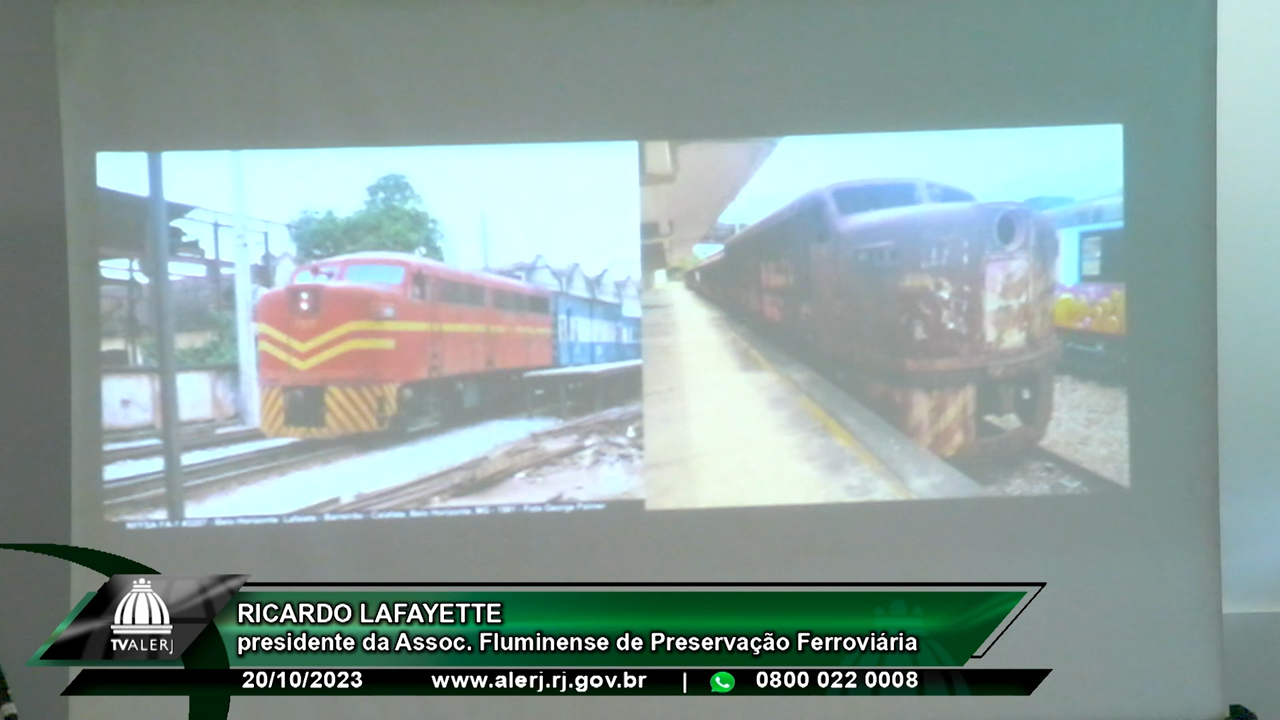 RICARDO LAFAYETTE
presidente da Assoc. Fluminense de Preservação Ferroviária
TVALERJ
20/10/2023 www.alerj.rj.gov.br | 0800 022 0008